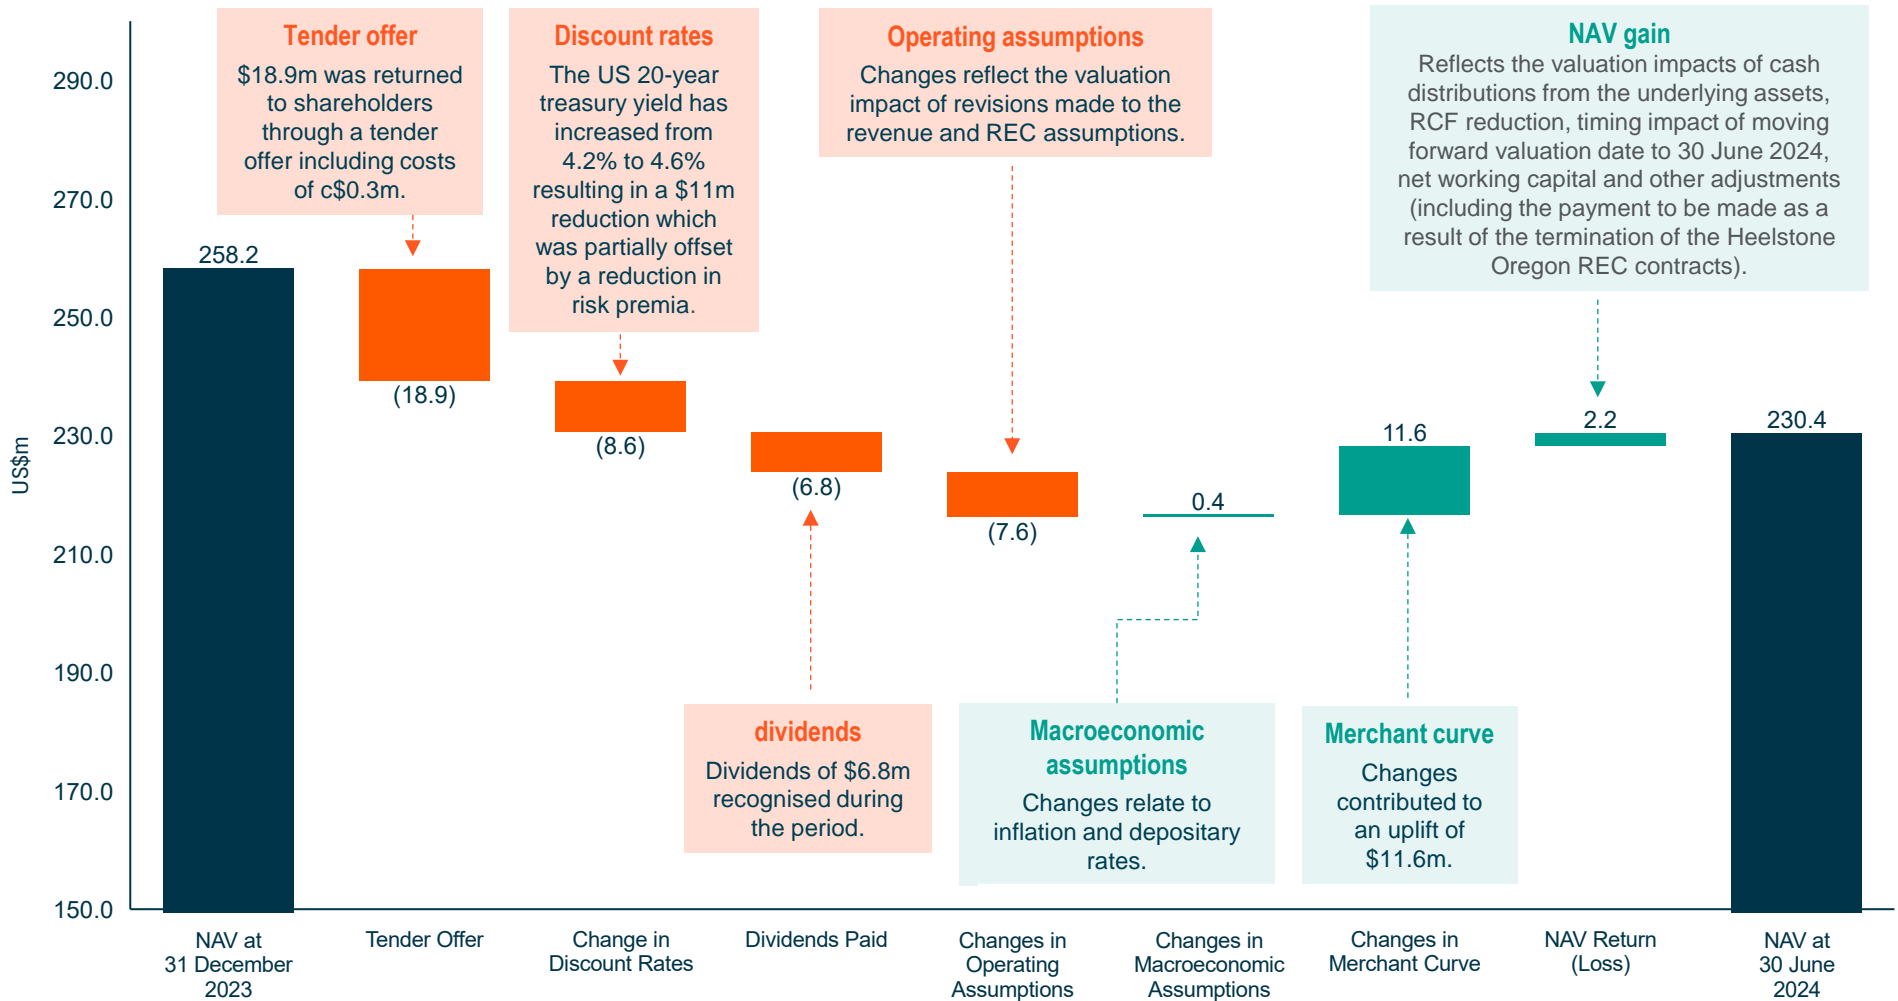 Tender offer
$18.9m was returned
to shareholders
through a tender
offer including costs
of c$0.3m.
Discount rates
The US 20-year
treasury yield has
increased from
4.2% to 4.6%
resulting in a $11m
reduction which
was partially offset
by a reduction in
risk premia.
Operating assumptions
Changes reflect the valuation
impact of revisions made to the
revenue and REC assumptions.
NAV gain
Reflects the valuation impacts of cash
distributions from the underlying assets,
RCF reduction, timing impact of moving
forward valuation date to 30 June 2024,
net working capital and other adjustments
(including the payment to be made as a
result of the termination of the Heelstone
Oregon REC contracts).
US$m
290.0
270.0
250.0
230.0
210.0
190.0
170.0
150.0
258.2
(18.9)
(8.6)
(6.8)
(7.6)
0.4
11.6
2.2
230.4
dividends
Dividends of $6.8m
recognised during
the period.
Macroeconomic
assumptions
Changes relate to
inflation and depositary
rates.
Merchant curve
Changes
contributed to
an uplift of
$11.6m.
NAV at
31 December
2023
Tender Offer
Change in
Discount Rates
Dividends Paid
Changes in
Operating
Assumptions
Changes in
Macroeconomic
Assumptions
Changes in
Merchant Curve
NAV Return
(Loss)
NAV at
30 June
2024